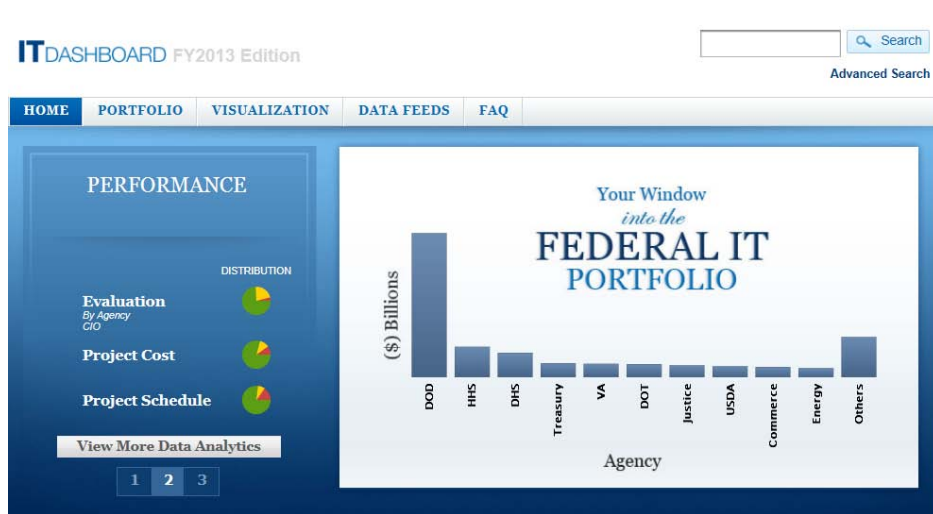 ITDASHBOARD FY2013 Edition
Search
Advanced Search
HOME PORTFOLIO VISUALIZATION DATA FEEDS FAQ
PERFORMANCE
DISTRIBUTION
Evaluation
By Agency
CIO
Project Cost
Project Schedule
View More Data Analytics
1 2 3
Your Window
into the
FEDERAL IT
PORTFOLIO
($) Billions
DOD HHS DHS Treasury VA DOT Justice USDA Commerce Energy Others
Agency